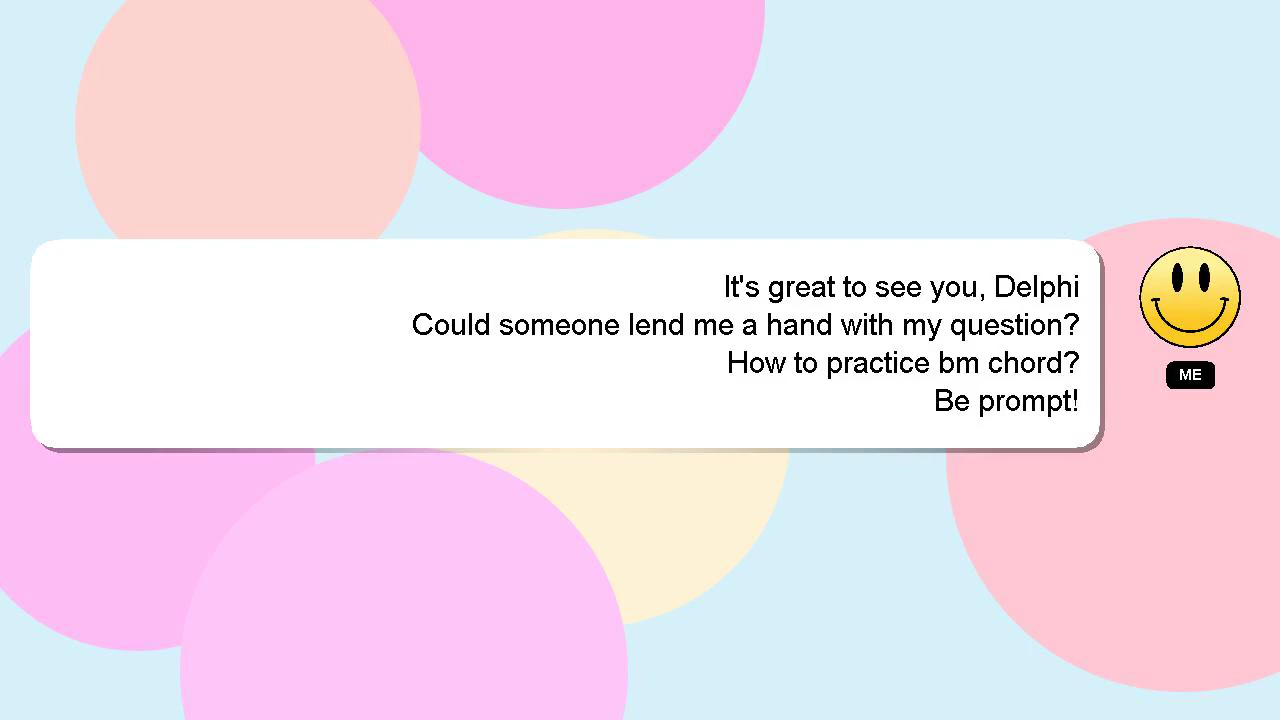 It's great to see you, Delphi
Could someone lend me a hand with my question?
How to practice bm chord?
Be prompt!
ME